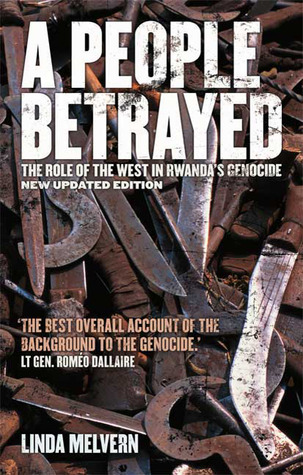 A PEOPLE
BETRAYED
THE ROLE OF THE WEST IN RWANDA'S GENOCIDE
NEW UPDATED EDITION
'THE BEST OVERALL ACCOUNT OF THE
BACKGROUND TO THE GENOCIDE.'
LT GEN. ROMÉO DALLAIRE
LINDA MELVERN